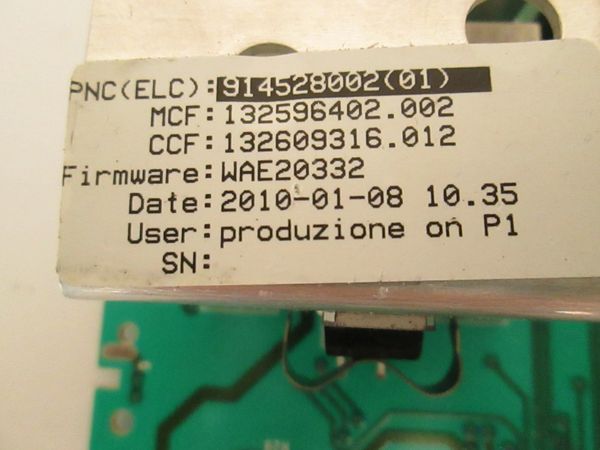 PNC(ELC):914528002(01)
MCF:132596402.002
CCF:132609316.012
Firmware:WAE20332
Date:2010-01-08 10.35
User:produzione on P1
SN: